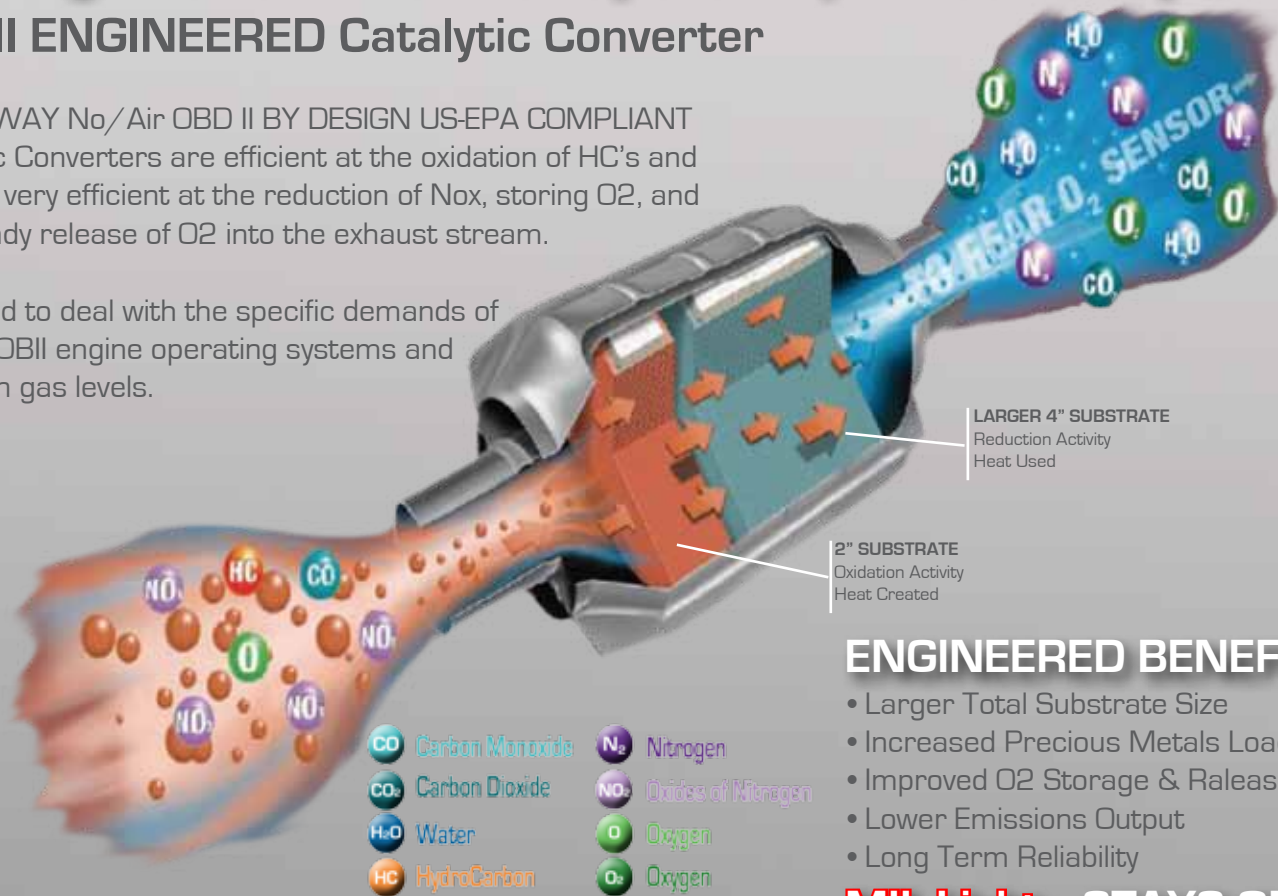 II ENGINEERED Catalytic Converter
WAY No/Air OBD II BY DESIGN US-EPA COMPLIANT
c Converters are efficient at the oxidation of HC's and
very efficient at the reduction of Nox, storing O2, and
dy release of O2 into the exhaust stream.
d to deal with the specific demands of
OBII engine operating systems and
n gas levels.
H2O
O2
O2
N2
N2
N2
H2O
CO2
CO2
O2
O2
H2O
N2
CO2
TO REAR O2 SENSOR
LARGER 4" SUBSTRATE
Reduction Activity
Heat Used
2" SUBSTRATE
Oxidation Activity
Heat Created
HC
CO
NO
NO
O
NO
NO
CO Carbon Monoxide
CO2 Carbon Dioxide
H2O Water
HC HydroCarbon
N2 Nitrogen
NO2 Oxides of Nitrogen
O Oxygen
O2 Oxygen
ENGINEERED BENEF
• Larger Total Substrate Size
• Increased Precious Metals Loa
• Improved O2 Storage & Raleas
• Lower Emissions Output
• Long Term Reliability